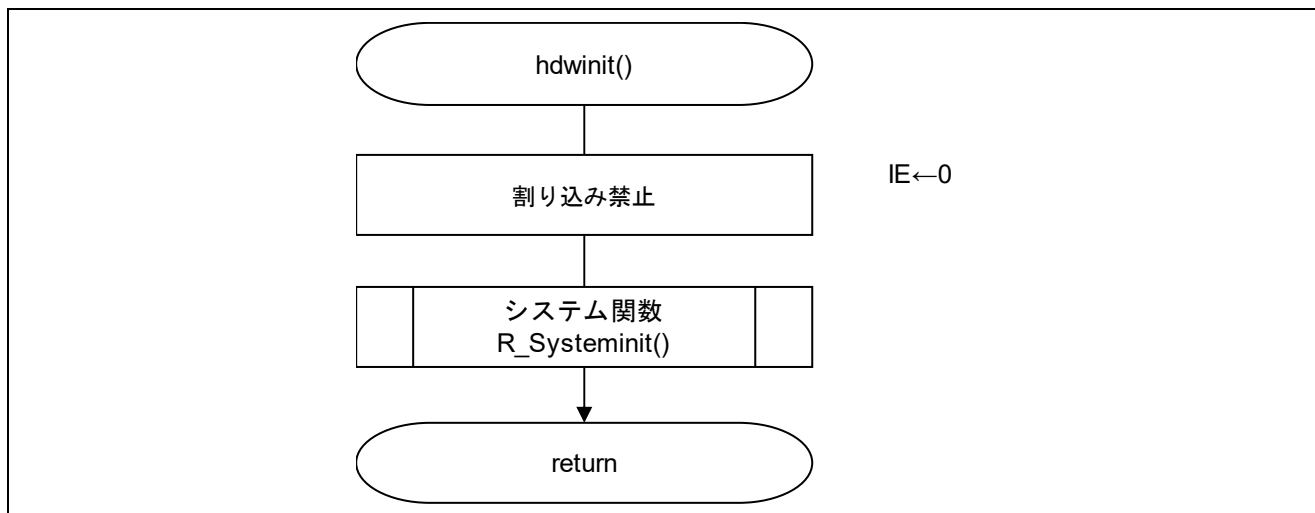 hdwinit()
割り込み禁止
IE←0
システム関数
R_Systeminit()
return